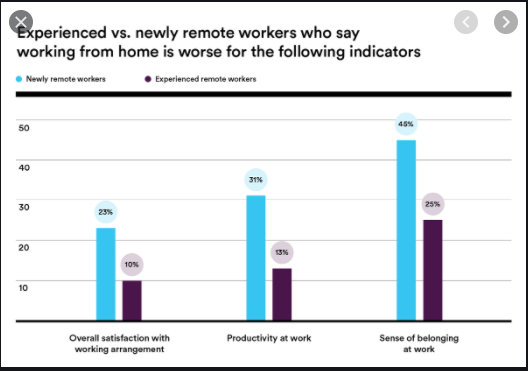 Experienced vs. newly remote workers who say
working from home is worse for the following indicators
Newly remote workers
Experienced remote workers
50
40
30
20
10
23%
10%
31%
13%
45%
25%
Overall satisfaction with
working arrangement
Productivity at work
Sense of belonging
at work